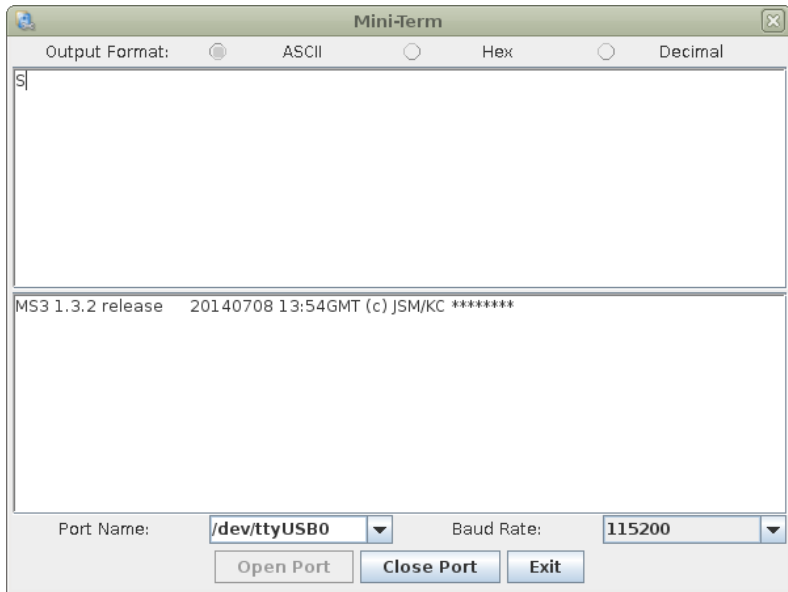 Mini-Term
Output Format: ASCII Hex Decimal
S
MS3 1.3.2 release 20140708 13:54GMT (c) JSM/KC ********
Port Name: /dev/ttyUSB0 Baud Rate: 115200
Open Port Close Port Exit